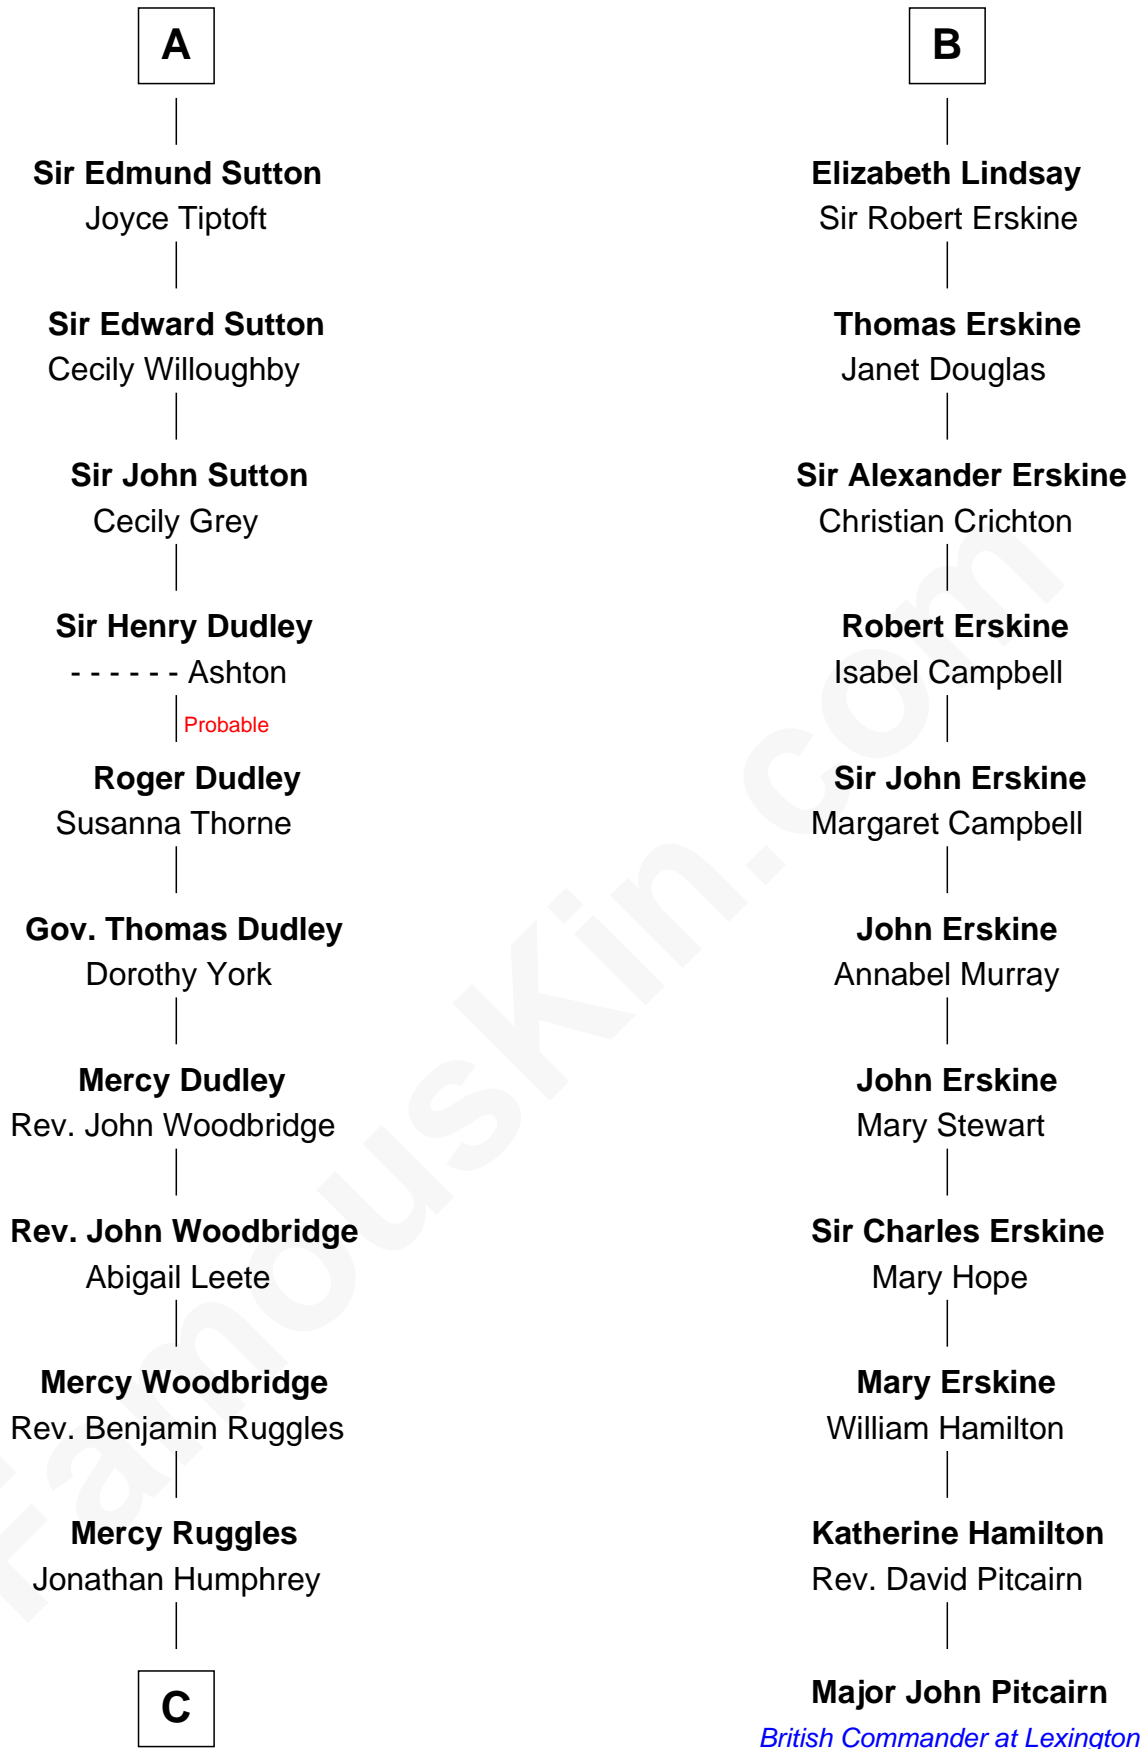 A
Sir Edmund Sutton
Joyce Tiptoft
Sir Edward Sutton
Cecily Willoughby
Sir John Sutton
Cecily Grey
Sir Henry Dudley
- - - - - - Ashton
Probable
Roger Dudley
Susanna Thorne
Gov. Thomas Dudley
Dorothy York
Mercy Dudley
Rev. John Woodbridge
Rev. John Woodbridge
Abigail Leete
Mercy Woodbridge
Rev. Benjamin Ruggles
Mercy Ruggles
Jonathan Humphrey
C
B
Elizabeth Lindsay
Sir Robert Erskine
Thomas Erskine
Janet Douglas
Sir Alexander Erskine
Christian Crichton
Robert Erskine
Isabel Campbell
Sir John Erskine
Margaret Campbell
John Erskine
Annabel Murray
John Erskine
Mary Stewart
Sir Charles Erskine
Mary Hope
Mary Erskine
William Hamilton
Katherine Hamilton
Rev. David Pitcairn
Major John Pitcairn
British Commander at Lexington
FamousKin.com